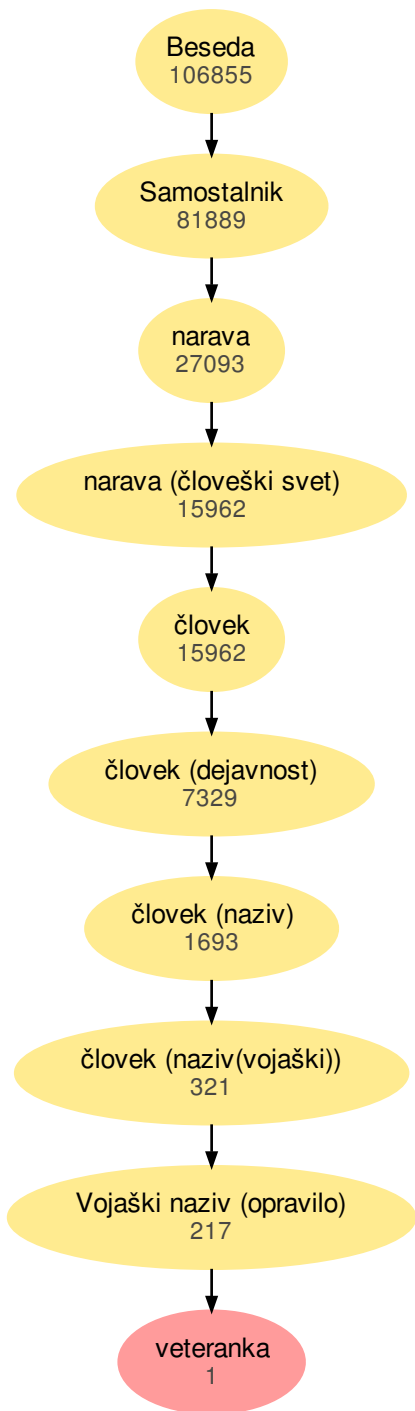 Beseda
106855
Samostalnik
81889
narava
27093
narava (človeški svet)
15962
človek
15962
človek (dejavnost)
7329
človek (naziv)
1693
človek (naziv(vojaški))
321
Vojaški naziv (opravilo)
217
veteranka
1